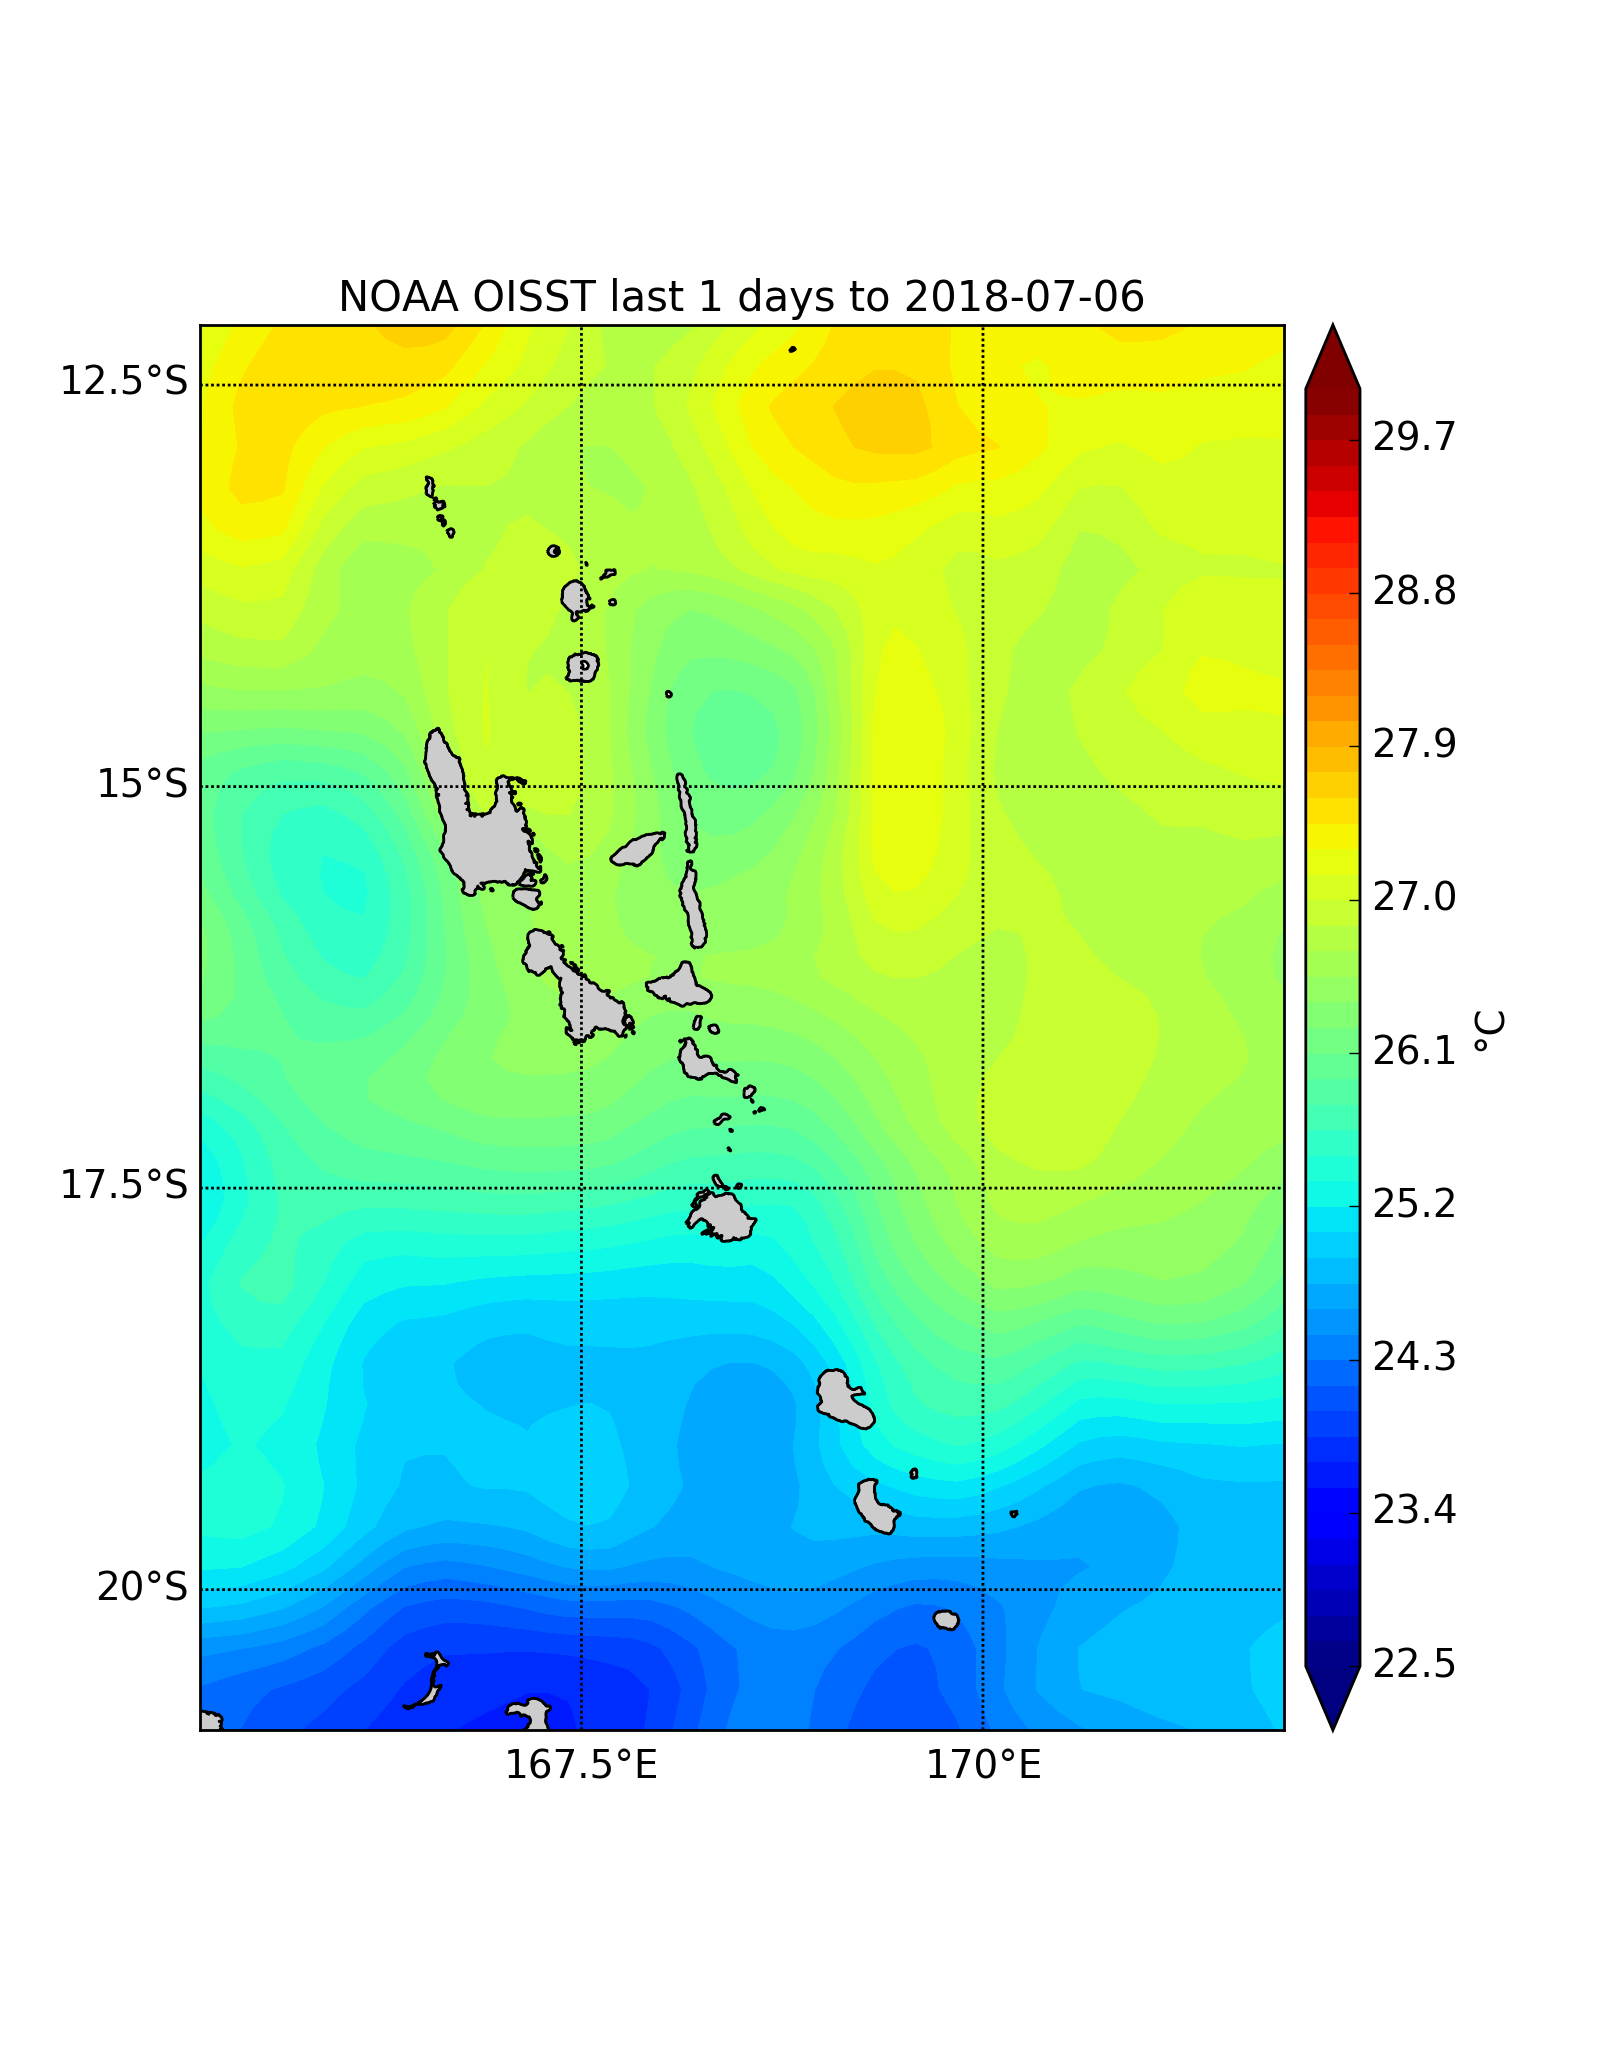 NOAA OISST last 1 days to 2018-07-06
12.5°S
15°S
17.5°S
20°S
167.5°E
170°E
29.7
28.8
27.9
27.0
26.1
25.2
24.3
23.4
22.5
°C